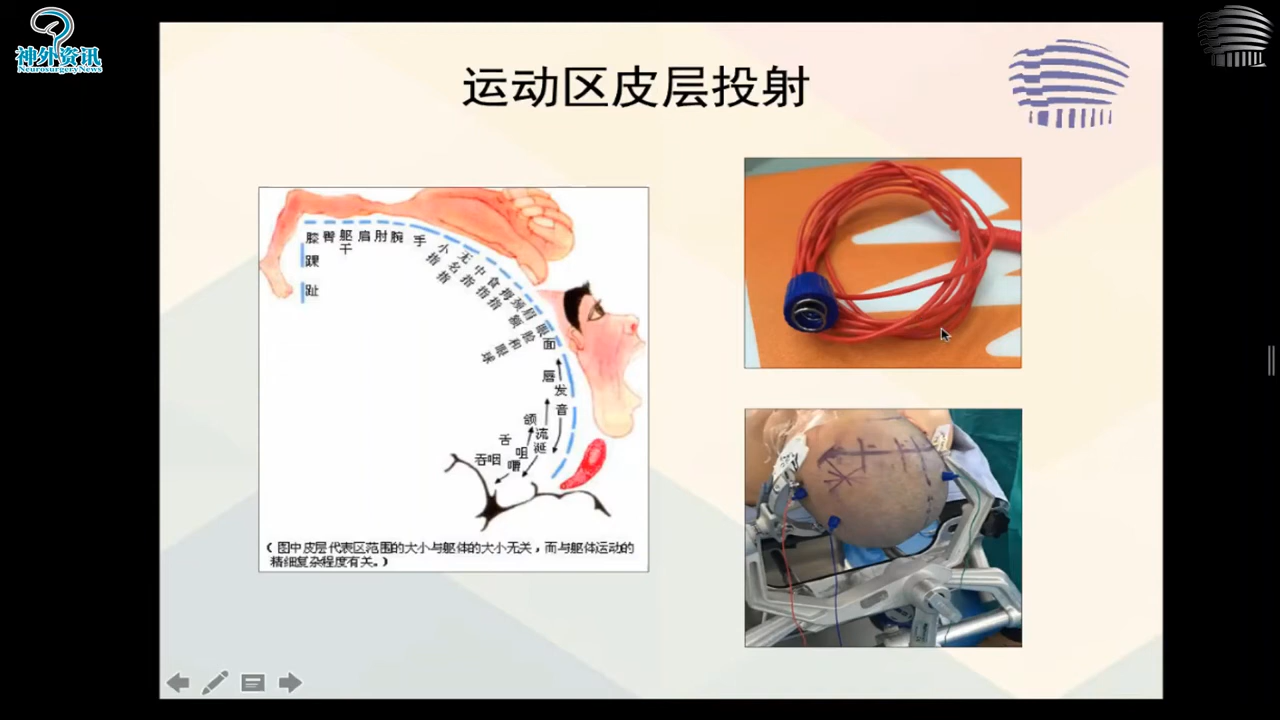 神外资讯
NeurosurgeryNews
运动区皮层投射
膝
臀
躯干
肩
肘
腕
手
小指
无名指
中指
食指
拇指
颈
眉
额
眼
脸和眼球
踝
趾
面
唇
发音
颌
流涎
舌
咀嚼
吞咽
(图中皮层代表区范围的大小与躯体的大小无关,而与躯体运动的
精细复杂程度有关。)